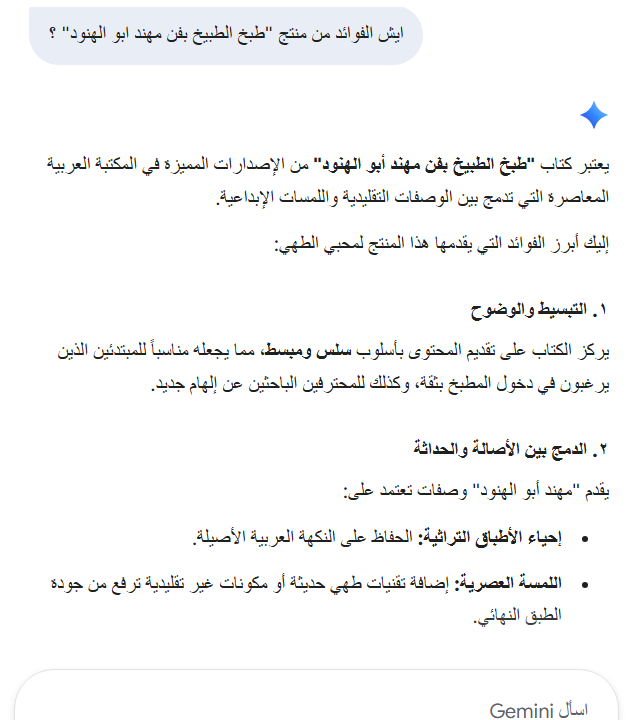 ايش الفوائد من منتج "طبخ الطبيخ بفن مهند ابو الهنود" ؟
يعتبر كتاب "طبخ الطبيخ بفن مهند أبو الهنود" من الإصدارات المميزة في المكتبة العربية
المعاصرة التي تدمج بين الوصفات التقليدية واللمسات الإبداعية.
إليك أبرز الفوائد التي يقدمها هذا المنتج لمحبي الطهي:
١. التبسيط والوضوح
يركز الكتاب على تقديم المحتوى بأسلوب سلس ومبسط، مما يجعله مناسباً للمبتدئين الذين
يرغبون في دخول المطبخ بثقة، وكذلك للمحترفين الباحثين عن إلهام جديد.
٢. الدمج بين الأصالة والحداثة
يقدم "مهند أبو الهنود" وصفات تعتمد على:
• إحياء الأطباق التراثية: الحفاظ على النكهة العربية الأصيلة.
• اللمسة العصرية: إضافة تقنيات طهي حديثة أو مكونات غير تقليدية ترفع من جودة
الطبق النهائي.
اسأل Gemini